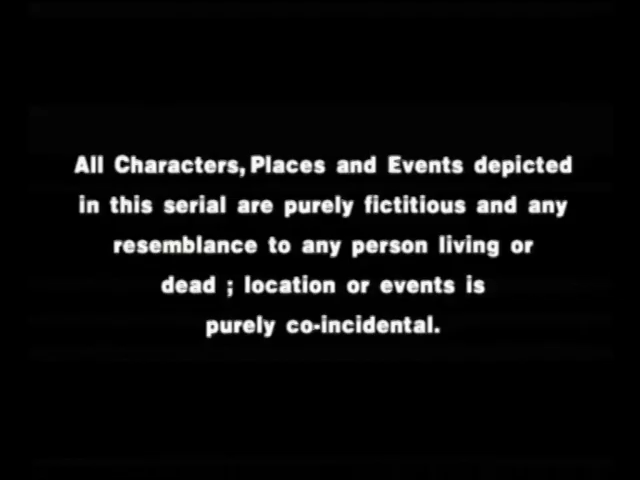 All Characters, Places and Events depicted
in this serial are purely fictitious and any
resemblance to any person living or
dead ; location or events is
purely co-incidental.